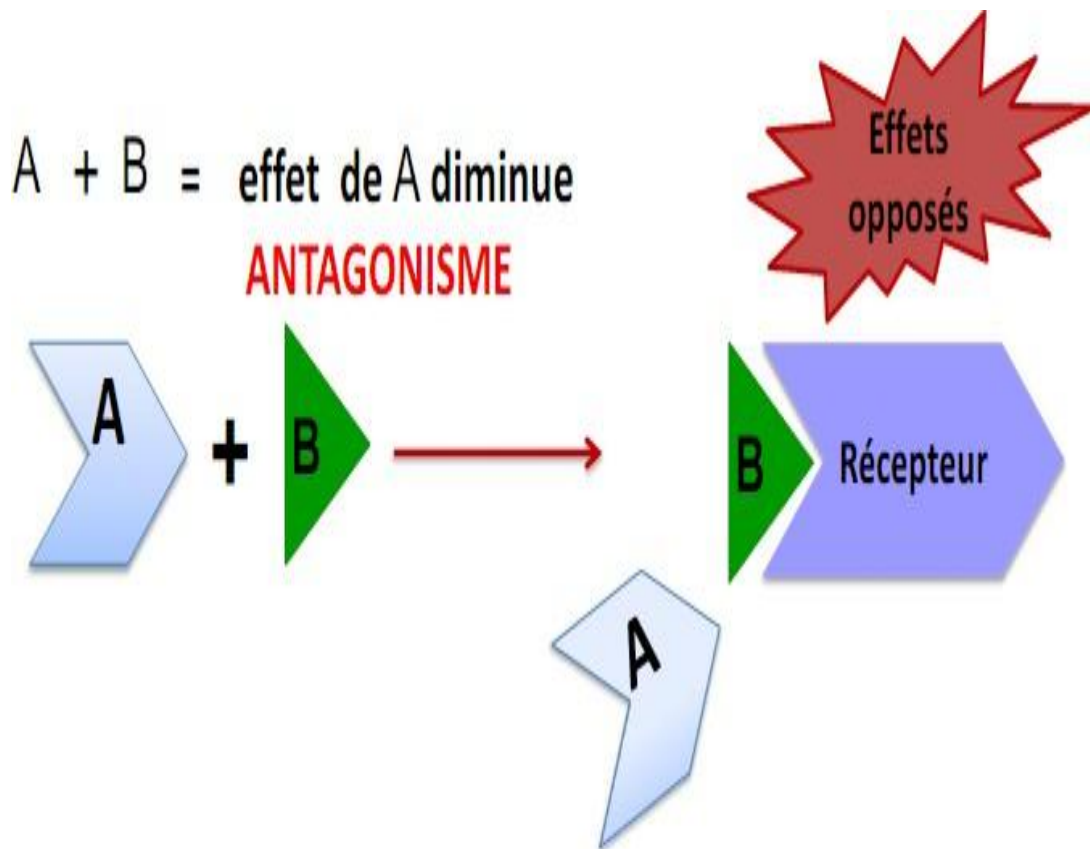 A + B = effet de A diminue
ANTAGONISME
Effets
opposés
A
+
B
B
Récepteur
A